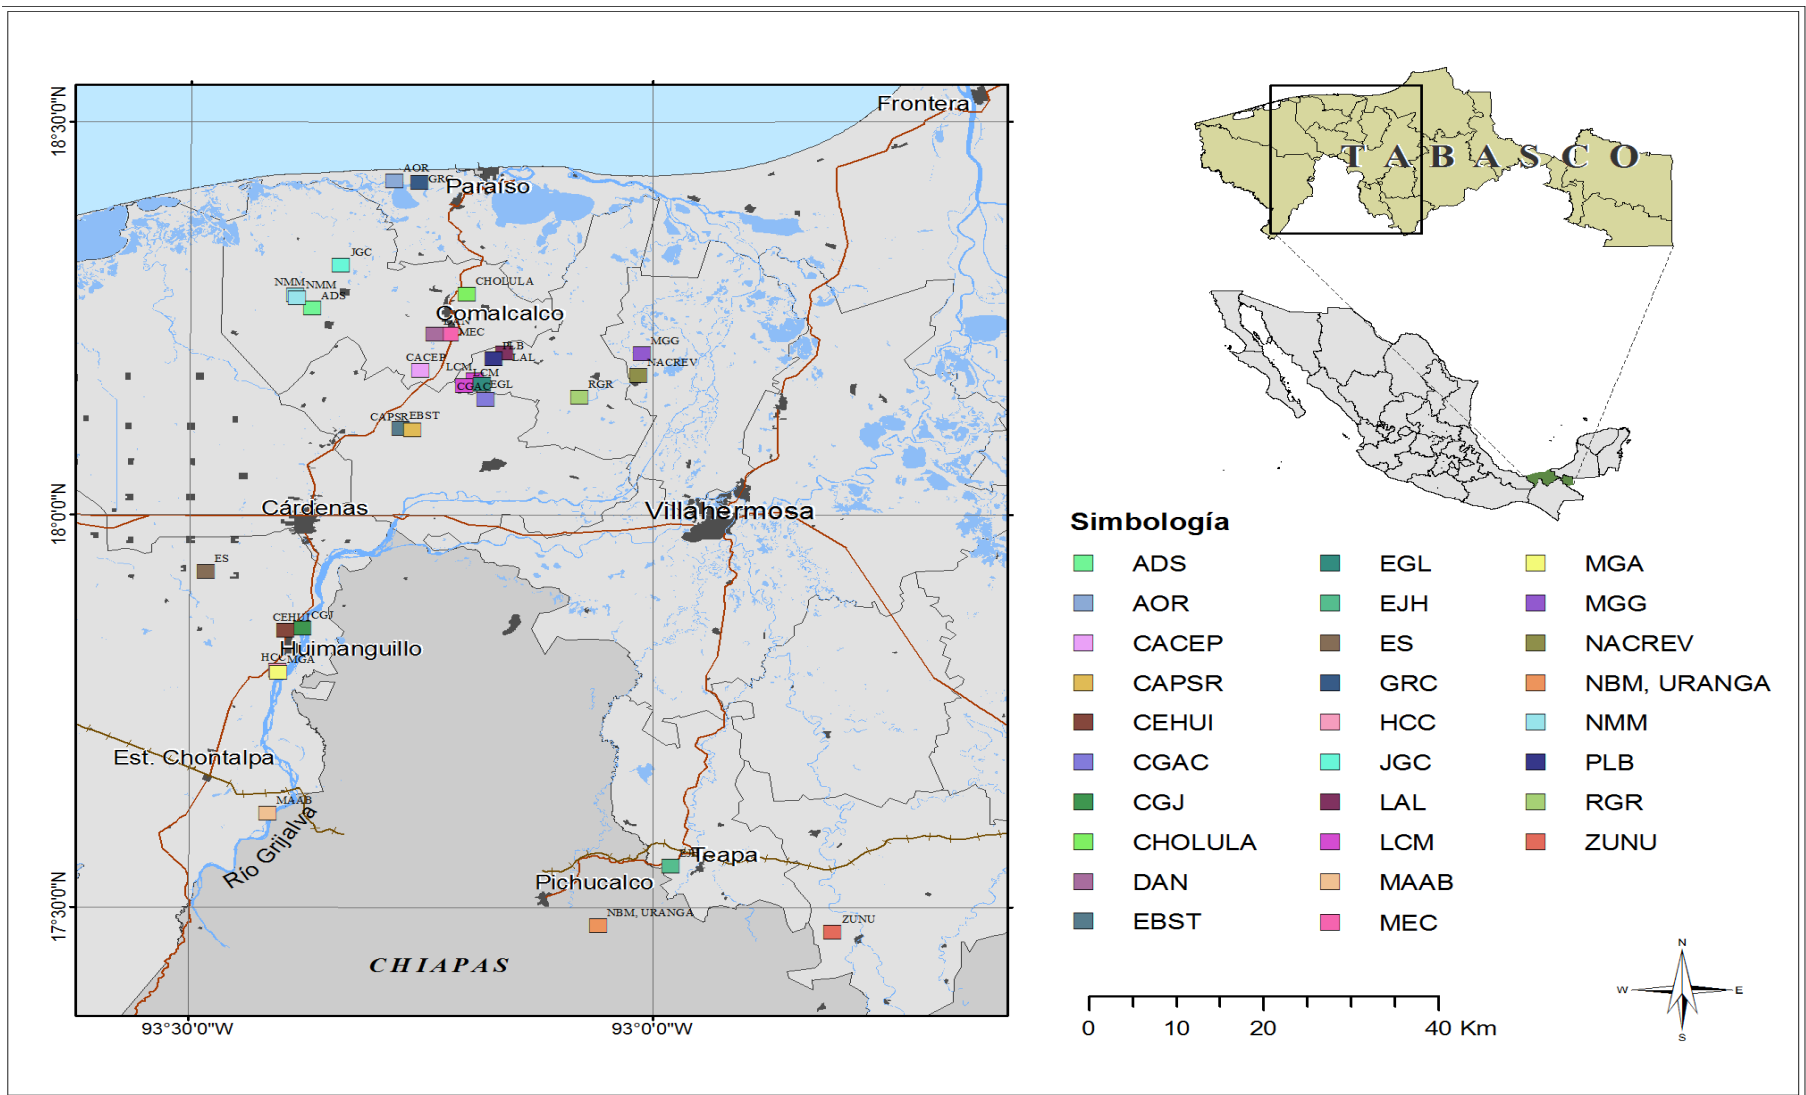 Frontera
18°30'0"N
AOR
GRC
Paraíso
JGC
NMM
NMM
ADS
CHOLULA
Comalcalco
MEC
PLB
LAL
MGG
NACREV
CACEP
LCM
LCM
CGAC
EGL
RGR
CAPSR
EBST
Cárdenas
Villahermosa
18°0'0"N
ES
CEHUI
CGJ
Huimanguillo
HCC
MGA
Est. Chontalpa
MAAB
Río Grijalva
Teapa
Pichucalco
17°30'0"N
NBM, URANGA
ZUNU
CHIAPAS
93°30'0"W
93°0'0"W
TABASCO
Simbología
ADS
AOR
CACEP
CAPSR
CEHUI
CGAC
CGJ
CHOLULA
DAN
EBST
EGL
EJH
ES
GRC
HCC
JGC
LAL
LCM
MAAB
MEC
MGA
MGG
NACREV
NBM, URANGA
NMM
PLB
RGR
ZUNU
0 10 20 40 Km
N
W E
S